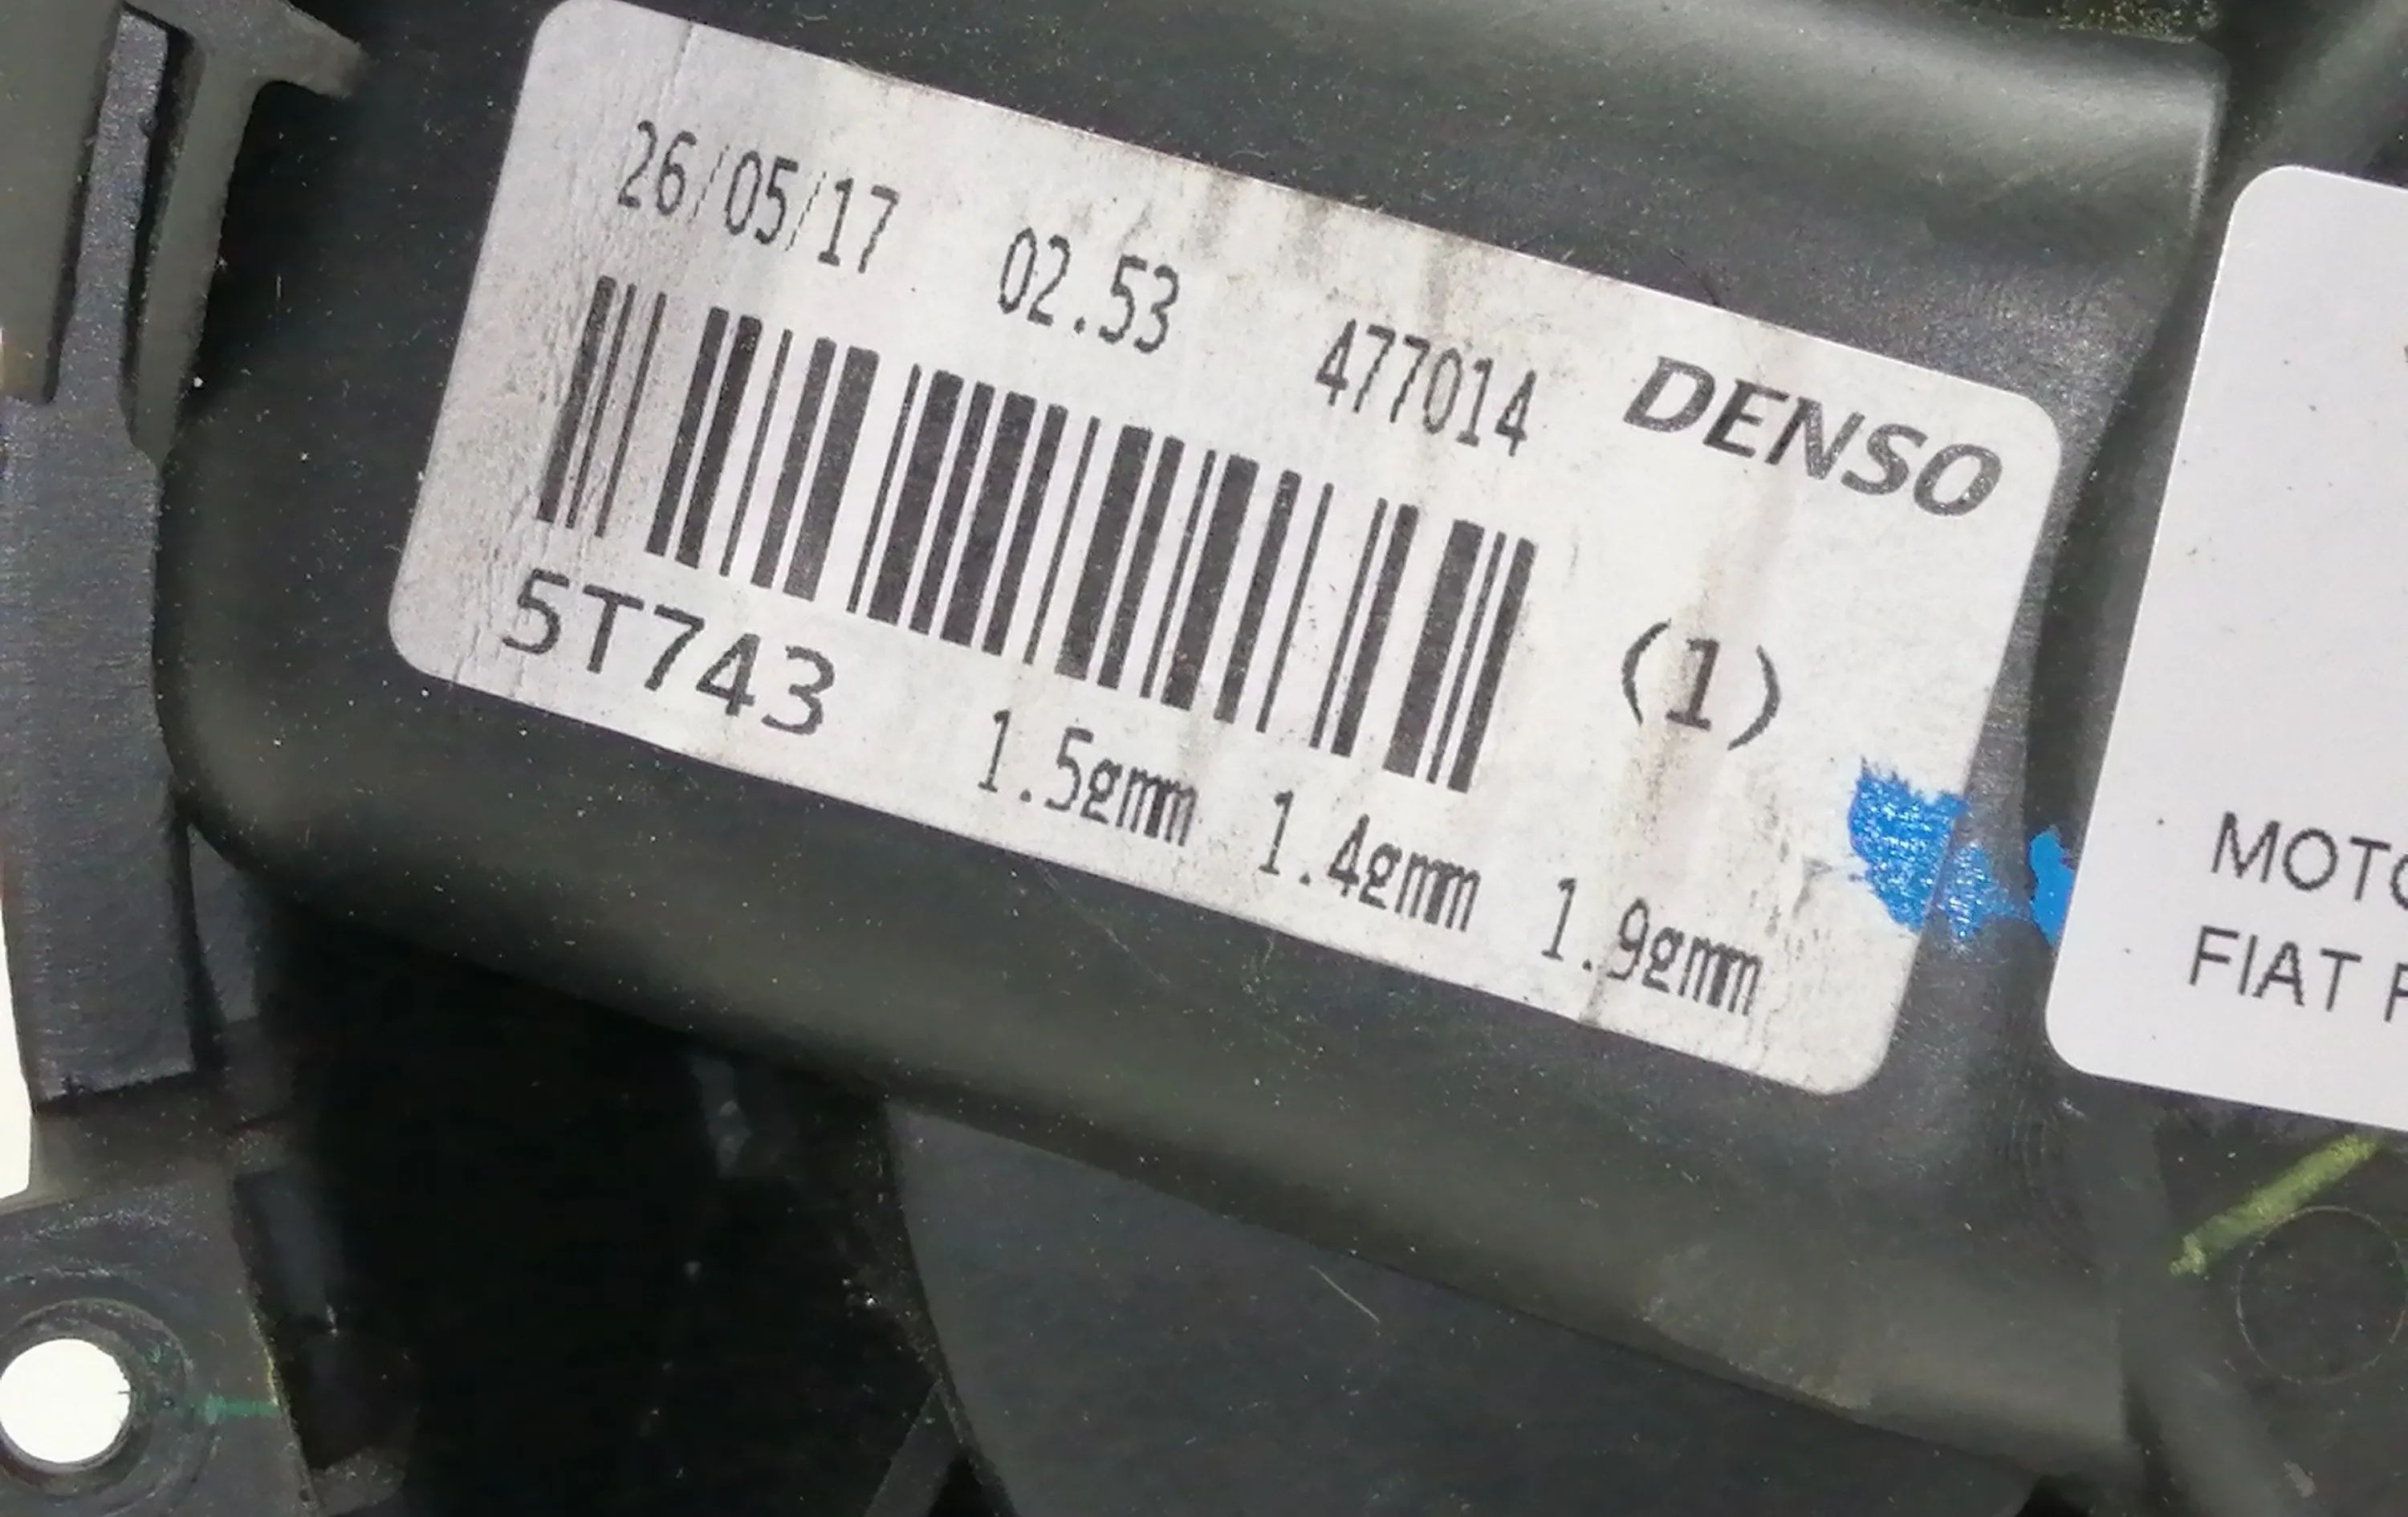 26/05/17 02.53 477014 DENSO
(1)
5T743 1.5gmm 1.4gmm 1.9gmm
MOTO
FIAT